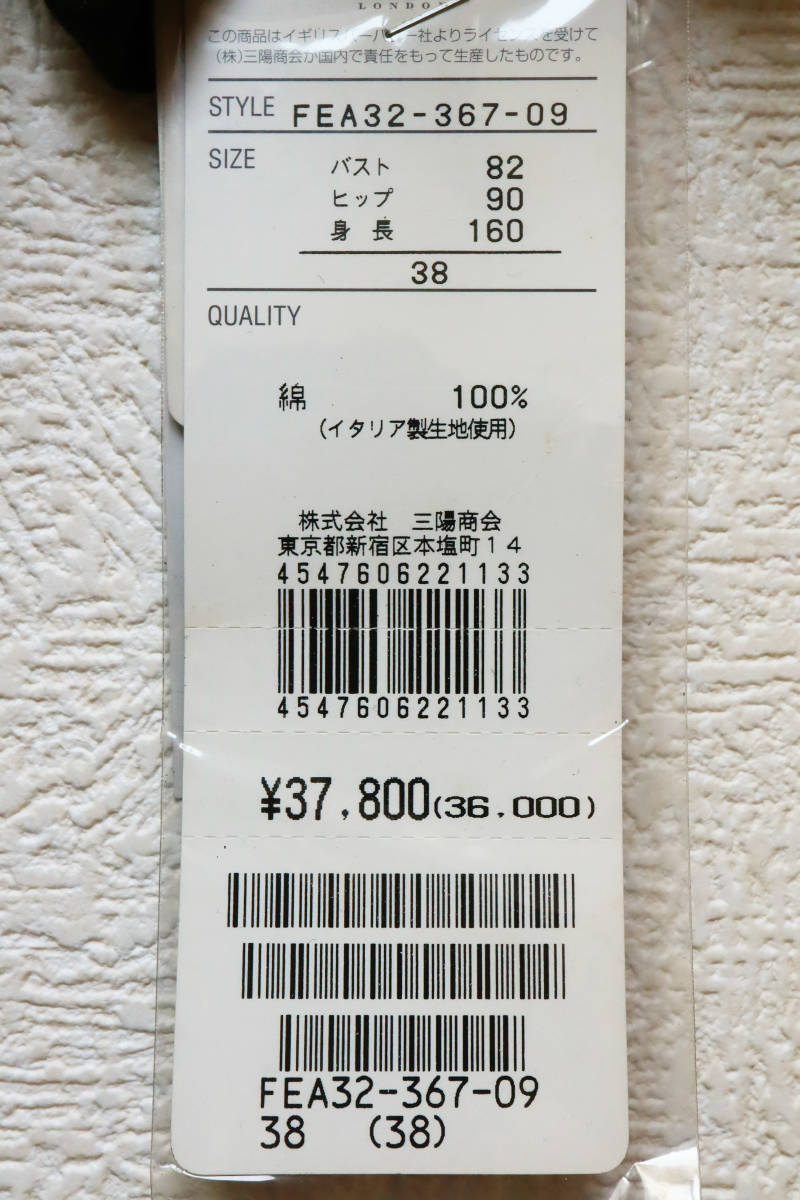 LONDON
この商品はイギリスバーバリー社よりライセンスを受けて
(株)三陽商会が国内で責任をもって生産したものです。
STYLE FEA32-367-09
SIZE バスト 82
ヒップ 90
身長 160
38
QUALITY
綿 100%
(イタリア製生地使用)
株式会社 三陽商会
東京都新宿区本塩町14
4547606221133
4547606221133
¥37,800(36,000)
FEA32-367-09
38 (38)